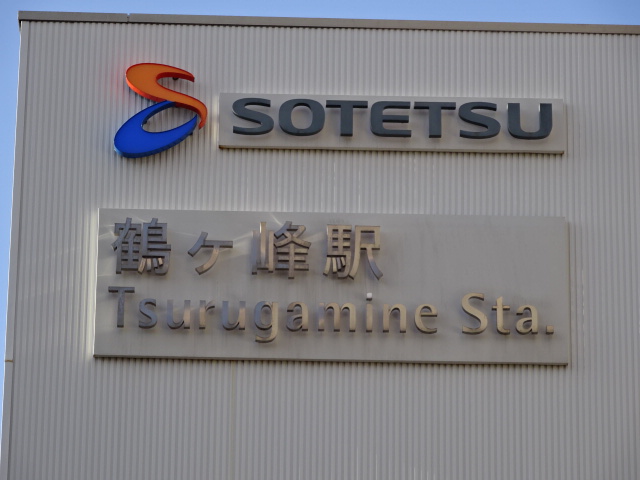 SOTETSU
鶴ヶ峰駅
Tsurugamine Sta.